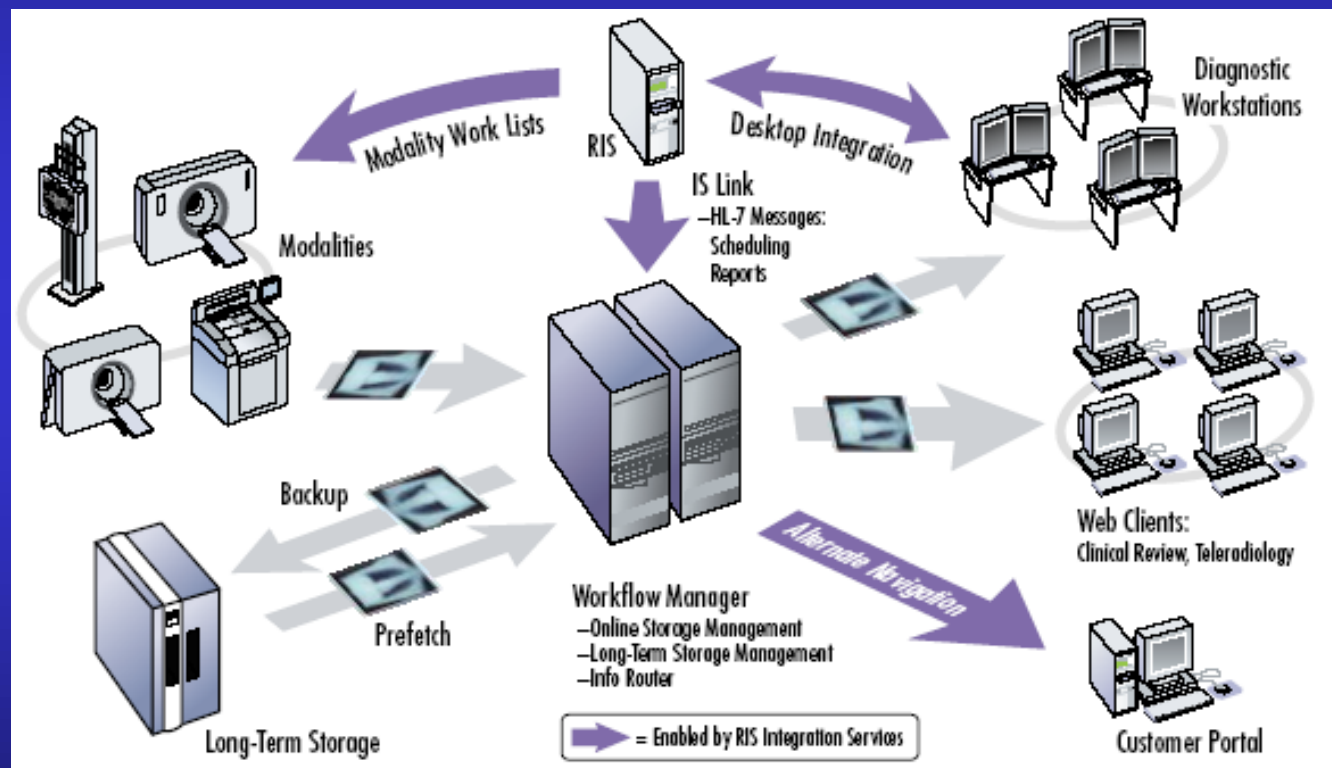 Modality Work Lists
RIS
Desktop Integration
Diagnostic
Workstations
IS Link
–HL-7 Messages:
Scheduling
Reports
Modalities
Backup
Prefetch
Long-Term Storage
Workflow Manager
–Online Storage Management
–Long-Term Storage Management
–Info Router
Web Clients:
Clinical Review, Teleradiology
Alternate Navigation
Customer Portal
= Enabled by RIS Integration Services